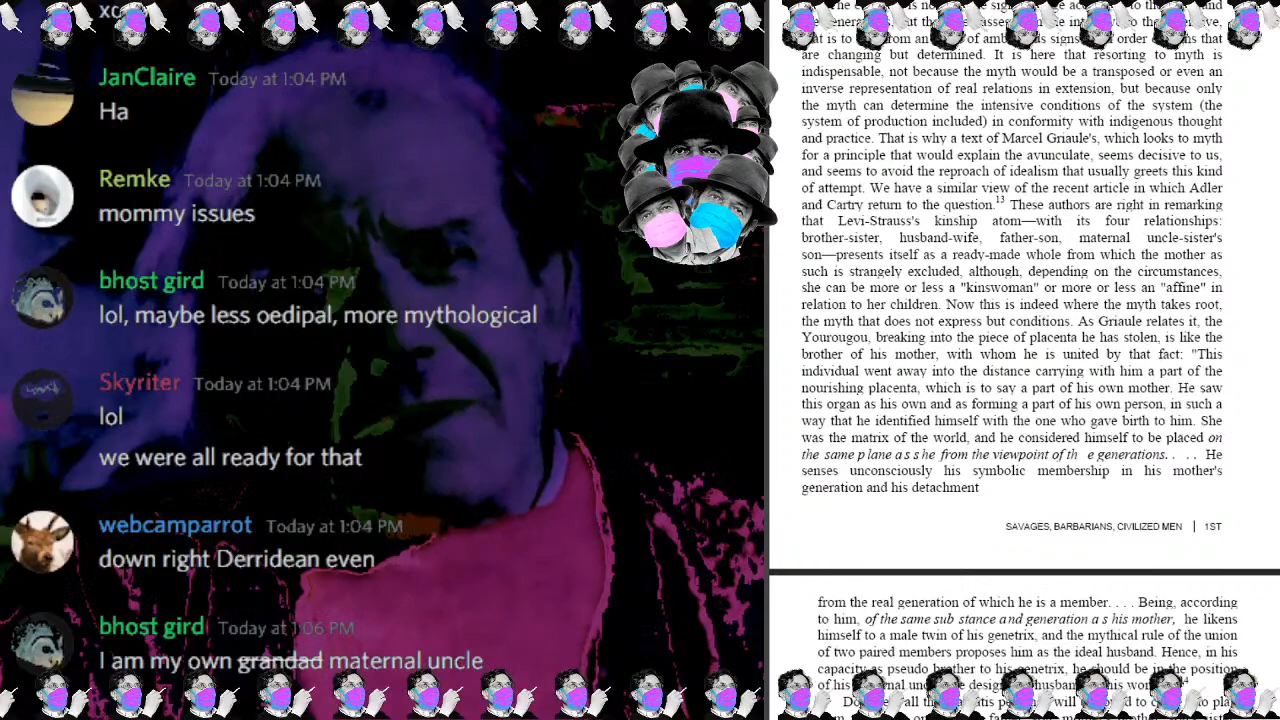 JanClaire Today at 1:04 PM
Ha
Remke Today at 1:04 PM
mommy issues
bhost gird Today at 1:04 PM
lol, maybe less oedipal, more mythological
Skyriter Today at 1:04 PM
lol
we were all ready for that
webcamparrot Today at 1:04 PM
down right Derridean even
bhost gird Today at 1:06 PM
I am my own grandad maternal uncle
are changing but determined. It is here that resorting to myth is
indispensable, not because the myth would be a transposed or even an
inverse representation of real relations in extension, but because only
the myth can determine the intensive conditions of the system (the
system of production included) in conformity with indigenous thought
and practice. That is why a text of Marcel Griaule's, which looks to myth
for a principle that would explain the avunculate, seems decisive to us,
and seems to avoid the reproach of idealism that usually greets this kind
of attempt. We have a similar view of the recent article in which Adler
and Cartry return to the question.13 These authors are right in remarking
that Levi-Strauss's kinship atom—with its four relationships:
brother-sister, husband-wife, father-son, maternal uncle-sister's
son—presents itself as a ready-made whole from which the mother as
such is strangely excluded, although, depending on the circumstances,
she can be more or less a "kinswoman" or more or less an "affine" in
relation to her children. Now this is indeed where the myth takes root,
the myth that does not express but conditions. As Griaule relates it, the
Yourougou, breaking into the piece of placenta he has stolen, is like the
brother of his mother, with whom he is united by that fact: "This
individual went away into the distance carrying with him a part of the
nourishing placenta, which is to say a part of his own mother. He saw
this organ as his own and as forming a part of his own person, in such a
way that he identified himself with the one who gave birth to him. She
was the matrix of the world, and he considered himself to be placed on
the same p lane a s s he from the viewpoint of th e generations. . . . He
senses unconsciously his symbolic membership in his mother's
generation and his detachment
SAVAGES, BARBARIANS, CIVILIZED MEN | 1ST
from the real generation of which he is a member. . . . Being, according
to him, of the same sub stance and generation a s his mother, he likens
himself to a male twin of his genetrix, and the mythical rule of the union
of two paired members proposes him as the ideal husband. Hence, in his
capacity as pseudo brother to his genetrix, he should be in the position